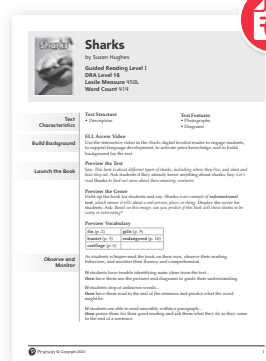 Sharks
Sharks
by Susan Hughes
Guided Reading Level I
DRA Level 16
Lexile Measure 450L
Word Count 414
Text Characteristics
Text Structure
• Description
Text Features
• Photographs
• Diagrams
Build Background
ELL Access Video
Use the interactive video in the Sharks digital leveled reader to engage students,
to support language development, to activate prior knowledge, and to build
background for the text.
Launch the Book
Preview the Text
Say: This book is about different types of sharks, including where they live, and what and
how they eat. Ask students if they already know anything about sharks. Say: Let's
read Sharks to find out more about these amazing creatures.
Preview the Genre
Hold up the book for students and say: Sharks is an example of informational
text, which means it tells about a real person, place, or thing. Display the cover for
students. Ask: Based on this image, can you predict if this book will show sharks to be
scary or interesting?
Preview Vocabulary
fin (p. 2)
gills (p. 9)
hunter (p. 5)
endangered (p. 16)
cartilage (p. 6)
Observe and Monitor
As students whisper-read the book on their own, observe their reading
behaviors, and monitor their fluency and comprehension.
If students have trouble identifying main ideas from the text…
then have them use the pictures and diagrams to guide their understanding.
If students stop at unknown words…
then have them read to the end of the sentence and predict what the word
might be.
If students are able to read smoothly within a paragraph…
then praise them for their good reading and ask them what they do as they come
to the end of a sentence.
Pearson © Copyright 2025